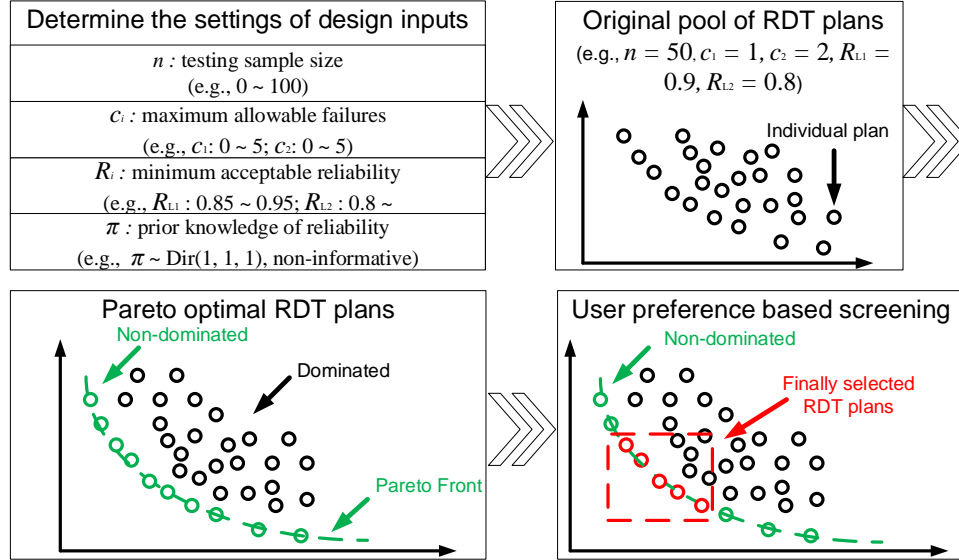 Determine the settings of design inputs
n : testing sample size
(e.g., 0 ~ 100)
cᵢ : maximum allowable failures
(e.g., c₁: 0 ~ 5; c₂: 0 ~ 5)
Rᵢ : minimum acceptable reliability
(e.g., R_L1 : 0.85 ~ 0.95; R_L2 : 0.8 ~
π : prior knowledge of reliability
(e.g., π ~ Dir(1, 1, 1), non-informative)
Original pool of RDT plans
(e.g., n = 50, c₁ = 1, c₂ = 2, R_L1 =
0.9, R_L2 = 0.8)
Individual plan
Pareto optimal RDT plans
Non-dominated
Dominated
Pareto Front
User preference based screening
Non-dominated
Finally selected
RDT plans